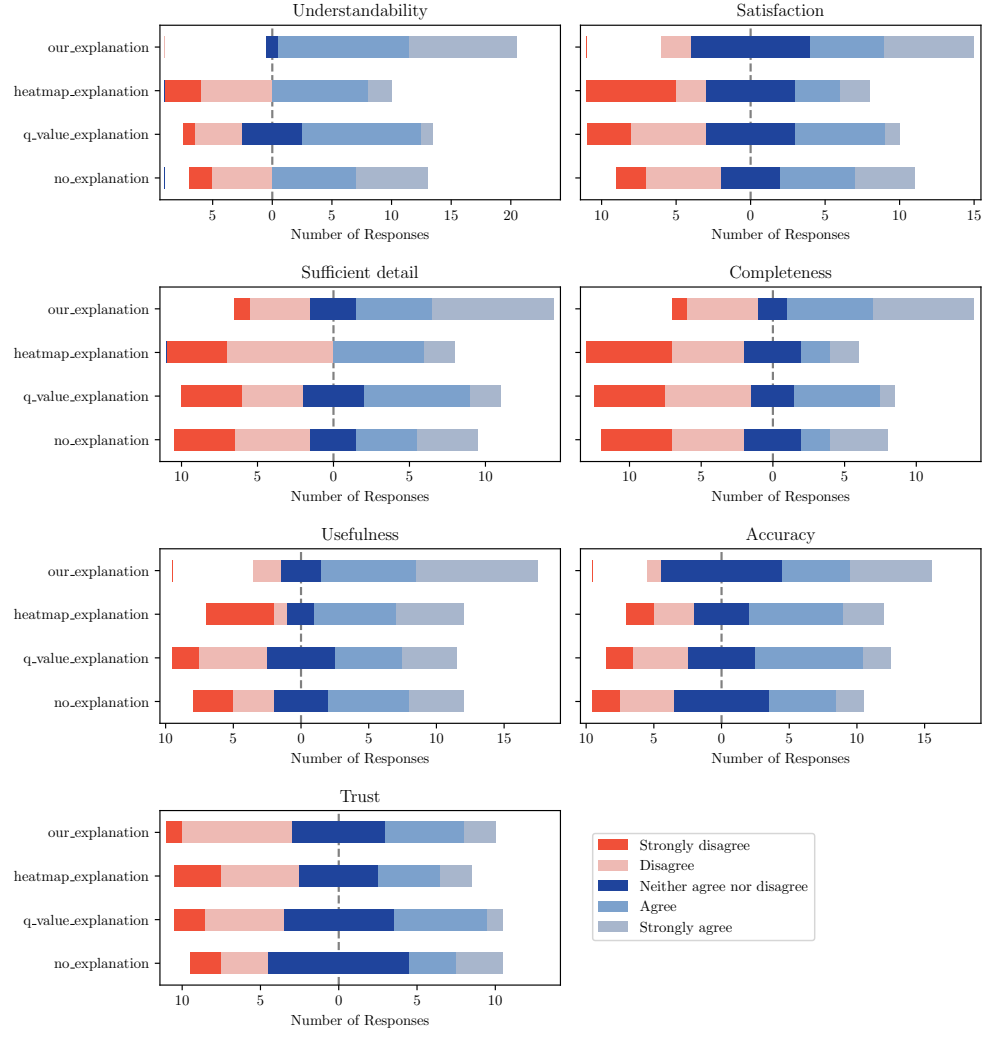 Understandability
our_explanation
heatmap_explanation
q_value_explanation
no_explanation
5 0 5 10 15 20
Number of Responses
Satisfaction
10 5 0 5 10 15
Number of Responses
Sufficient detail
our_explanation
heatmap_explanation
q_value_explanation
no_explanation
10 5 0 5 10
Number of Responses
Completeness
10 5 0 5 10
Number of Responses
Usefulness
our_explanation
heatmap_explanation
q_value_explanation
no_explanation
10 5 0 5 10 15
Number of Responses
Accuracy
10 5 0 5 10 15
Number of Responses
Trust
our_explanation
heatmap_explanation
q_value_explanation
no_explanation
10 5 0 5 10
Number of Responses
Strongly disagree
Disagree
Neither agree nor disagree
Agree
Strongly agree